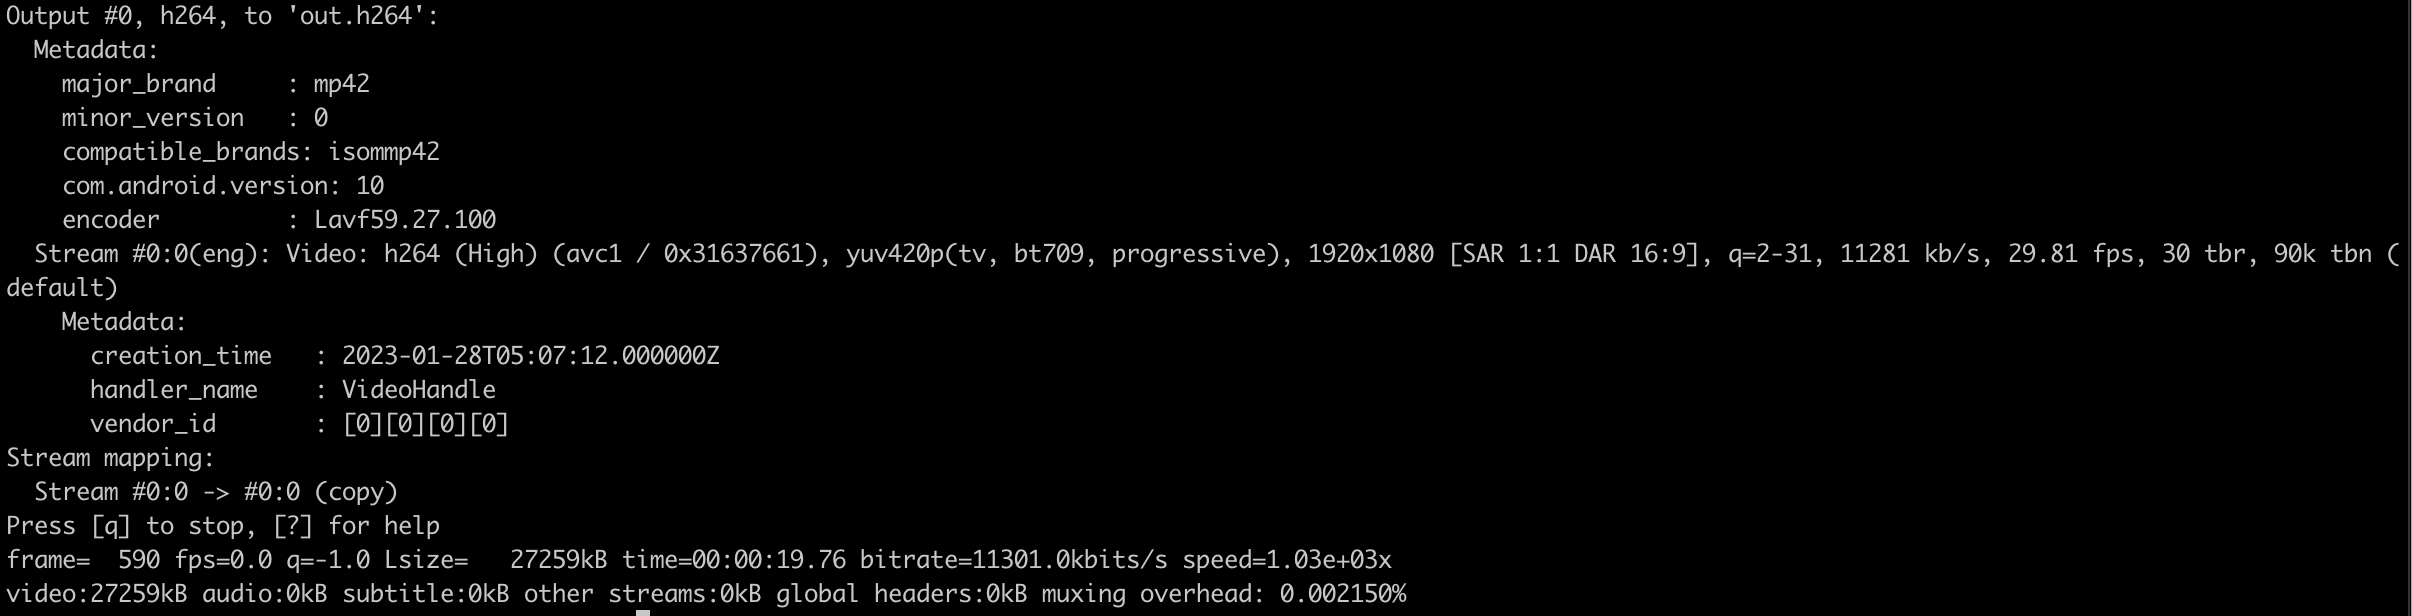 Output #0, h264, to 'out.h264':
  Metadata:
    major_brand     : mp42
    minor_version   : 0
    compatible_brands: isommp42
    com.android.version: 10
    encoder         : Lavf59.27.100
  Stream #0:0(eng): Video: h264 (High) (avc1 / 0x31637661), yuv420p(tv, bt709, progressive), 1920x1080 [SAR 1:1 DAR 16:9], q=2-31, 11281 kb/s, 29.81 fps, 30 tbr, 90k tbn (
default)
    Metadata:
      creation_time   : 2023-01-28T05:07:12.000000Z
      handler_name    : VideoHandle
      vendor_id       : [0][0][0][0]
Stream mapping:
  Stream #0:0 -> #0:0 (copy)
Press [q] to stop, [?] for help
frame=  590 fps=0.0 q=-1.0 Lsize=   27259kB time=00:00:19.76 bitrate=11301.0kbits/s speed=1.03e+03x
video:27259kB audio:0kB subtitle:0kB other streams:0kB global headers:0kB muxing overhead: 0.002150%